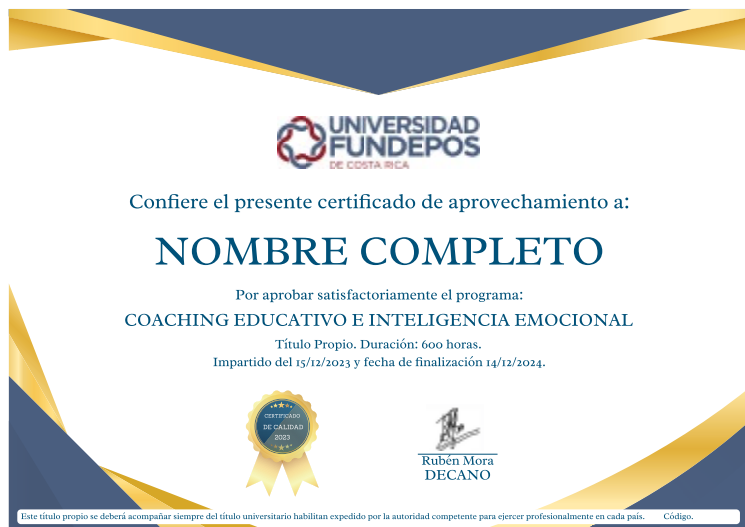 UNIVERSIDAD
FUNDEPOS
DE COSTA RICA
Confiere el presente certificado de aprovechamiento a:
NOMBRE COMPLETO
Por aprobar satisfactoriamente el programa:
COACHING EDUCATIVO E INTELIGENCIA EMOCIONAL
Título Propio. Duración: 600 horas.
Impartido del 15/12/2023 y fecha de finalización 14/12/2024.
CERTIFICADO
DE CALIDAD
2023
Rubén Mora
DECANO
Este título propio se deberá acompañar siempre del título universitario habilitan expedido por la autoridad competente para ejercer profesionalmente en cada país. Código.